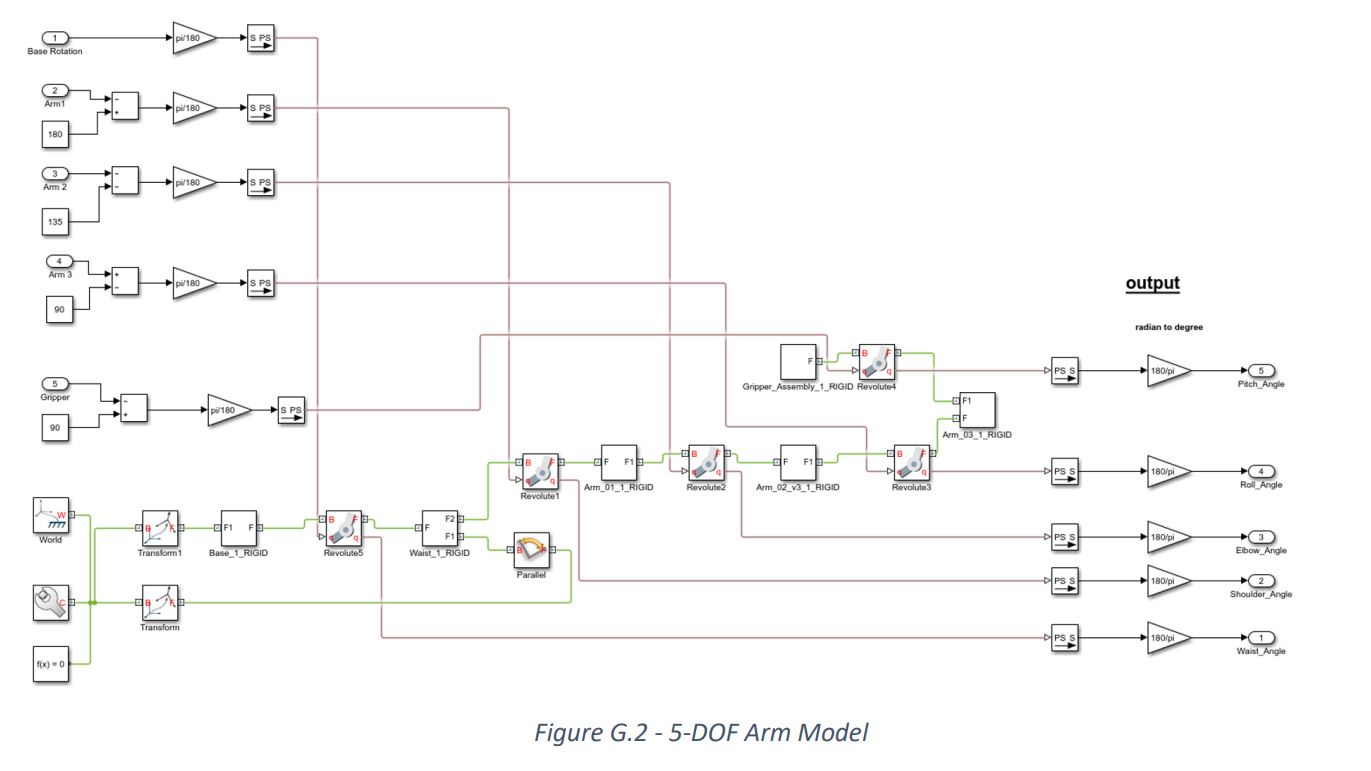 1
Base Rotation
pi/180
S PS
2
Arm1
180
-
+
pi/180
S PS
3
Arm 2
135
-
-
pi/180
S PS
4
Arm 3
90
+
-
pi/180
S PS
5
Gripper
90
-
+
pi/180
S PS
output
radian to degree
F
Gripper_Assembly_1_RIGID
B F
q q
Revolute4
PS S
180/pi
5
Pitch_Angle
F1
F
Arm_03_1_RIGID
B F
q q
Revolute1
F F1
Arm_01_1_RIGID
B F
q q
Revolute2
F F1
Arm_02_v3_1_RIGID
B F
q q
Revolute3
PS S
180/pi
4
Roll_Angle
W
World
B F
Transform1
F1 F
Base_1_RIGID
B F
q q
Revolute5
F F2
F1
Waist_1_RIGID
B F
Parallel
PS S
180/pi
3
Elbow_Angle
C
B F
Transform
PS S
180/pi
2
Shoulder_Angle
f(x) = 0
PS S
180/pi
1
Waist_Angle
Figure G.2 - 5-DOF Arm Model